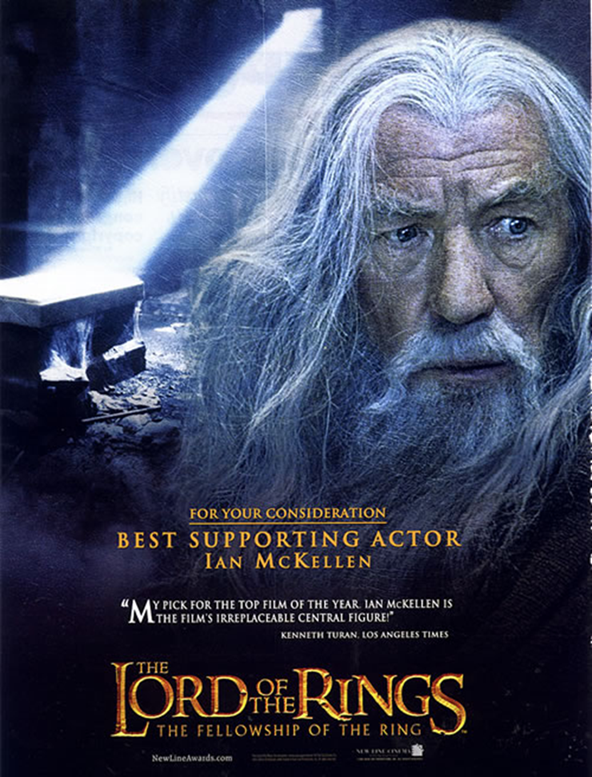 FOR YOUR CONSIDERATION
BEST SUPPORTING ACTOR
IAN MCKELLEN
“MY PICK FOR THE TOP FILM OF THE YEAR. IAN MCKELLEN IS
THE FILM'S IRREPLACEABLE CENTRAL FIGURE!”
KENNETH TURAN, LOS ANGELES TIMES
THE
LORD OF THE RINGS
THE FELLOWSHIP OF THE RING
NewLineAwards.com
NEW LINE CINEMA